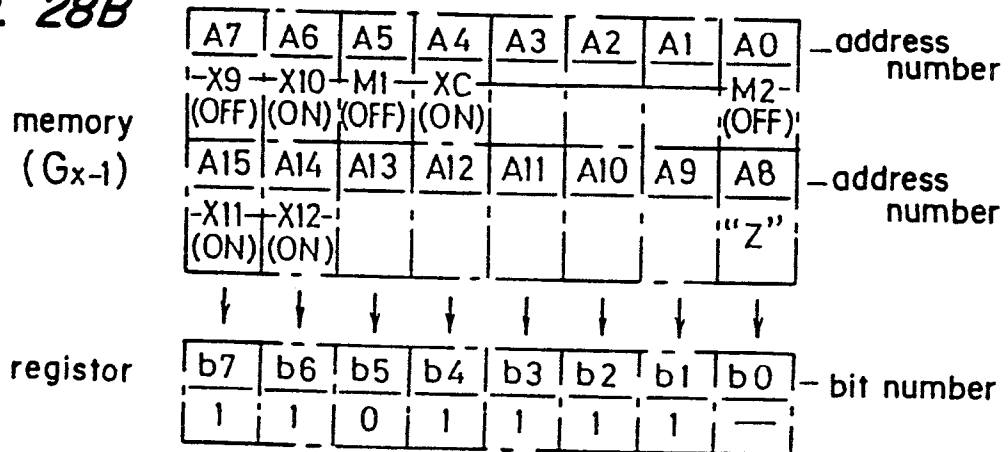 28B
A7 A6 A5 A4 A3 A2 A1 A0 address number
X9 X10 M1 XC M2
(OFF) (ON) (OFF) (ON) (OFF)
memory (Gx-1)
A15 A14 A13 A12 A11 A10 A9 A8 address number
X11 X12 "Z"
(ON) (ON)
registor b7 b6 b5 b4 b3 b2 b1 b0 bit number
1 1 0 1 1 1 1 —